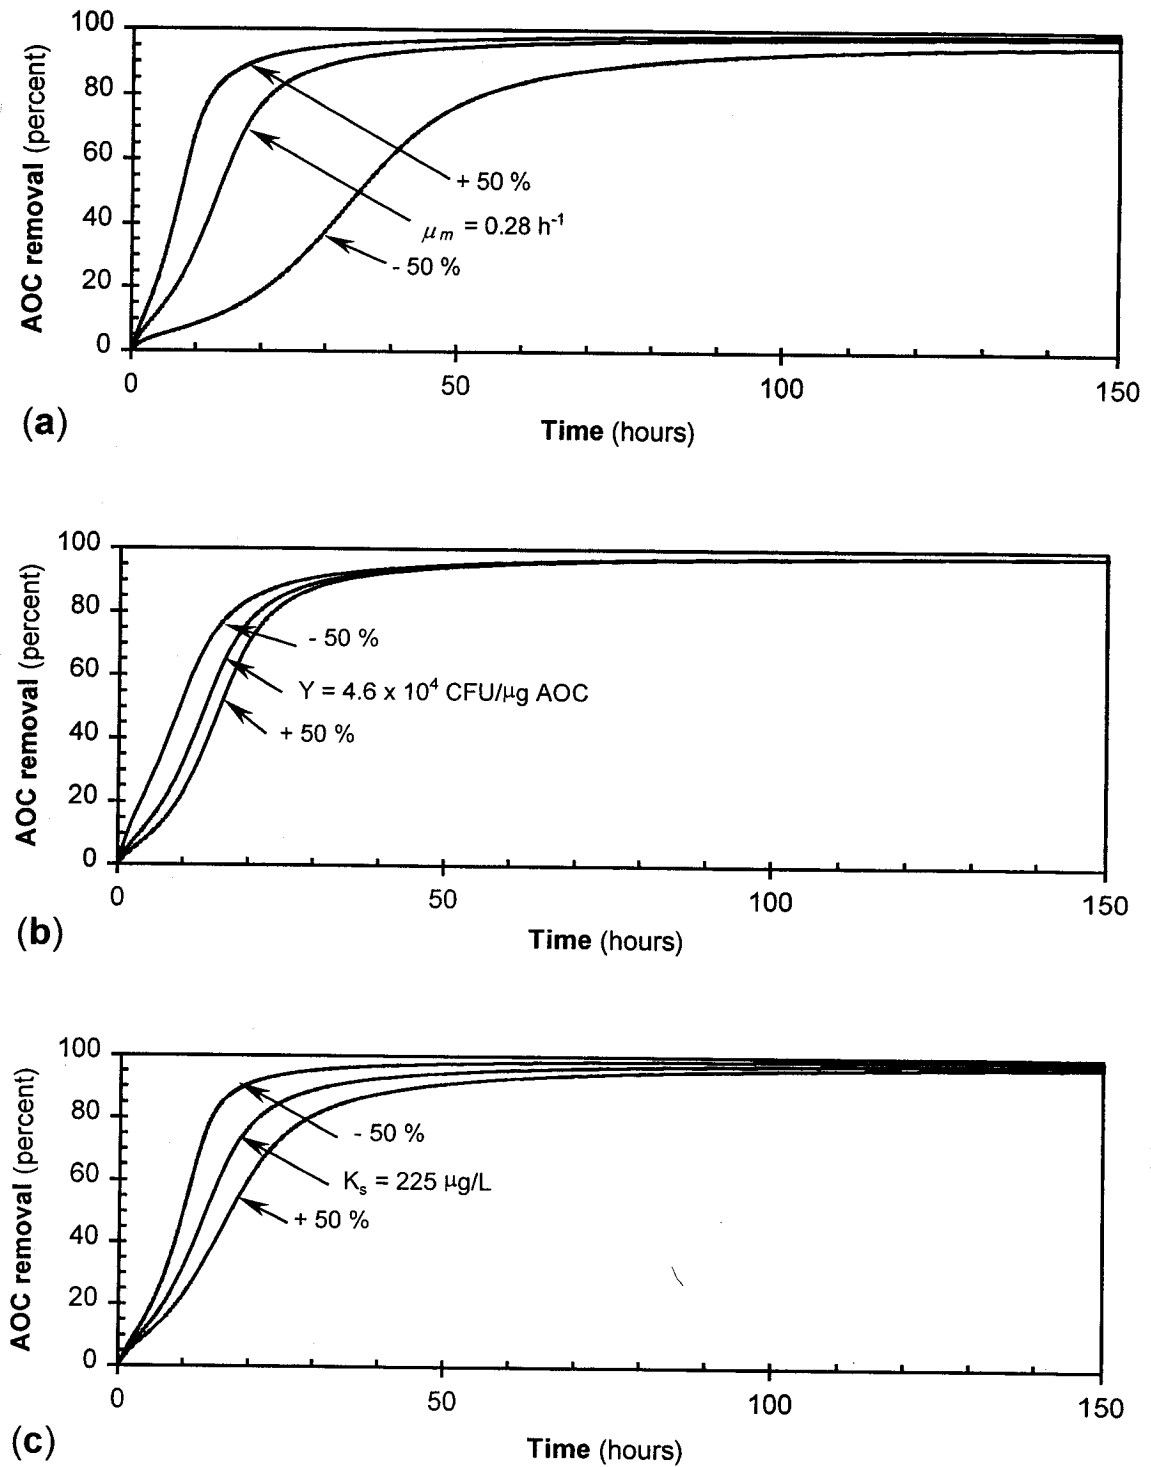 100
80
60
40
20
0
AOC removal (percent)
+ 50 %
μm = 0.28 h-1
- 50 %
0 50 100 150
(a)
Time (hours)
100
80
60
40
20
0
AOC removal (percent)
- 50 %
Y = 4.6 x 10^4 CFU/μg AOC
+ 50 %
0 50 100 150
(b)
Time (hours)
100
80
60
40
20
0
AOC removal (percent)
- 50 %
Ks = 225 μg/L
+ 50 %
0 50 100 150
(c)
Time (hours)